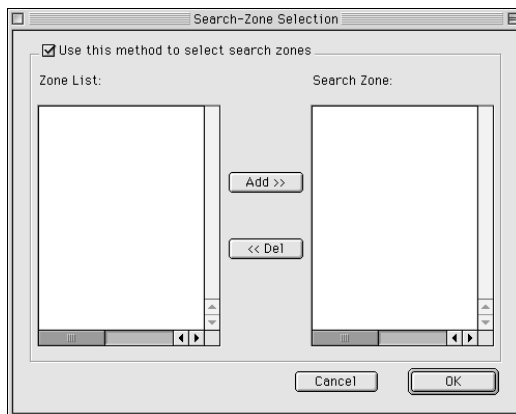 Search-Zone Selection
Use this method to select search zones
Zone List:
Search Zone:
Add >>
<< Del
Cancel
OK